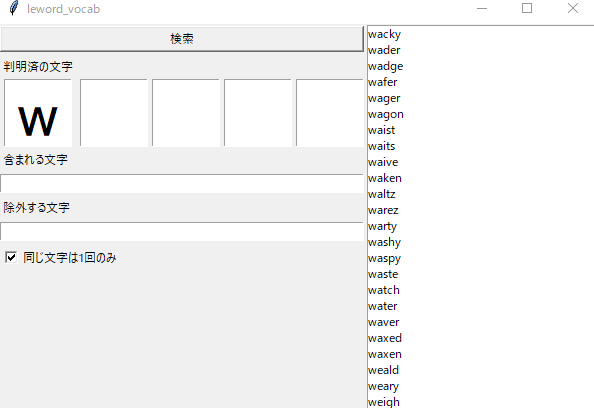 leword_vocab
検索
判明済の文字
w
含まれる文字
除外する文字
同じ文字は1回のみ
wacky
wader
wadge
wafer
wager
wagon
waist
waits
waive
waken
waltz
warez
warty
washy
waspy
waste
watch
water
waver
waxed
waxen
weald
weary
weigh